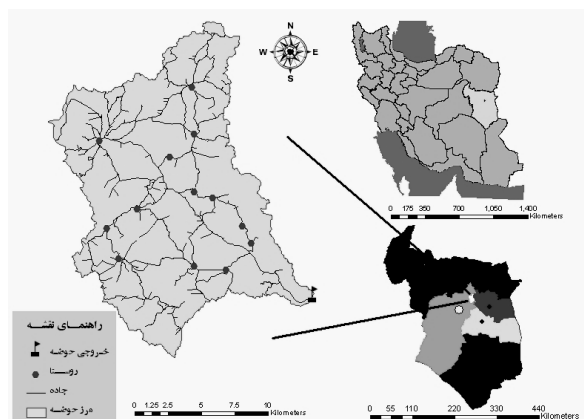 N
W E
S
0 175 350 700 1,050 1,400
Kilometers
راهنمای نقشه
خروجی حوضه
روستا
جاده
مرز حوضه
0 1.25 2.5 5 7.5 10
Kilometers
0 55 110 220 330 440
Kilometers